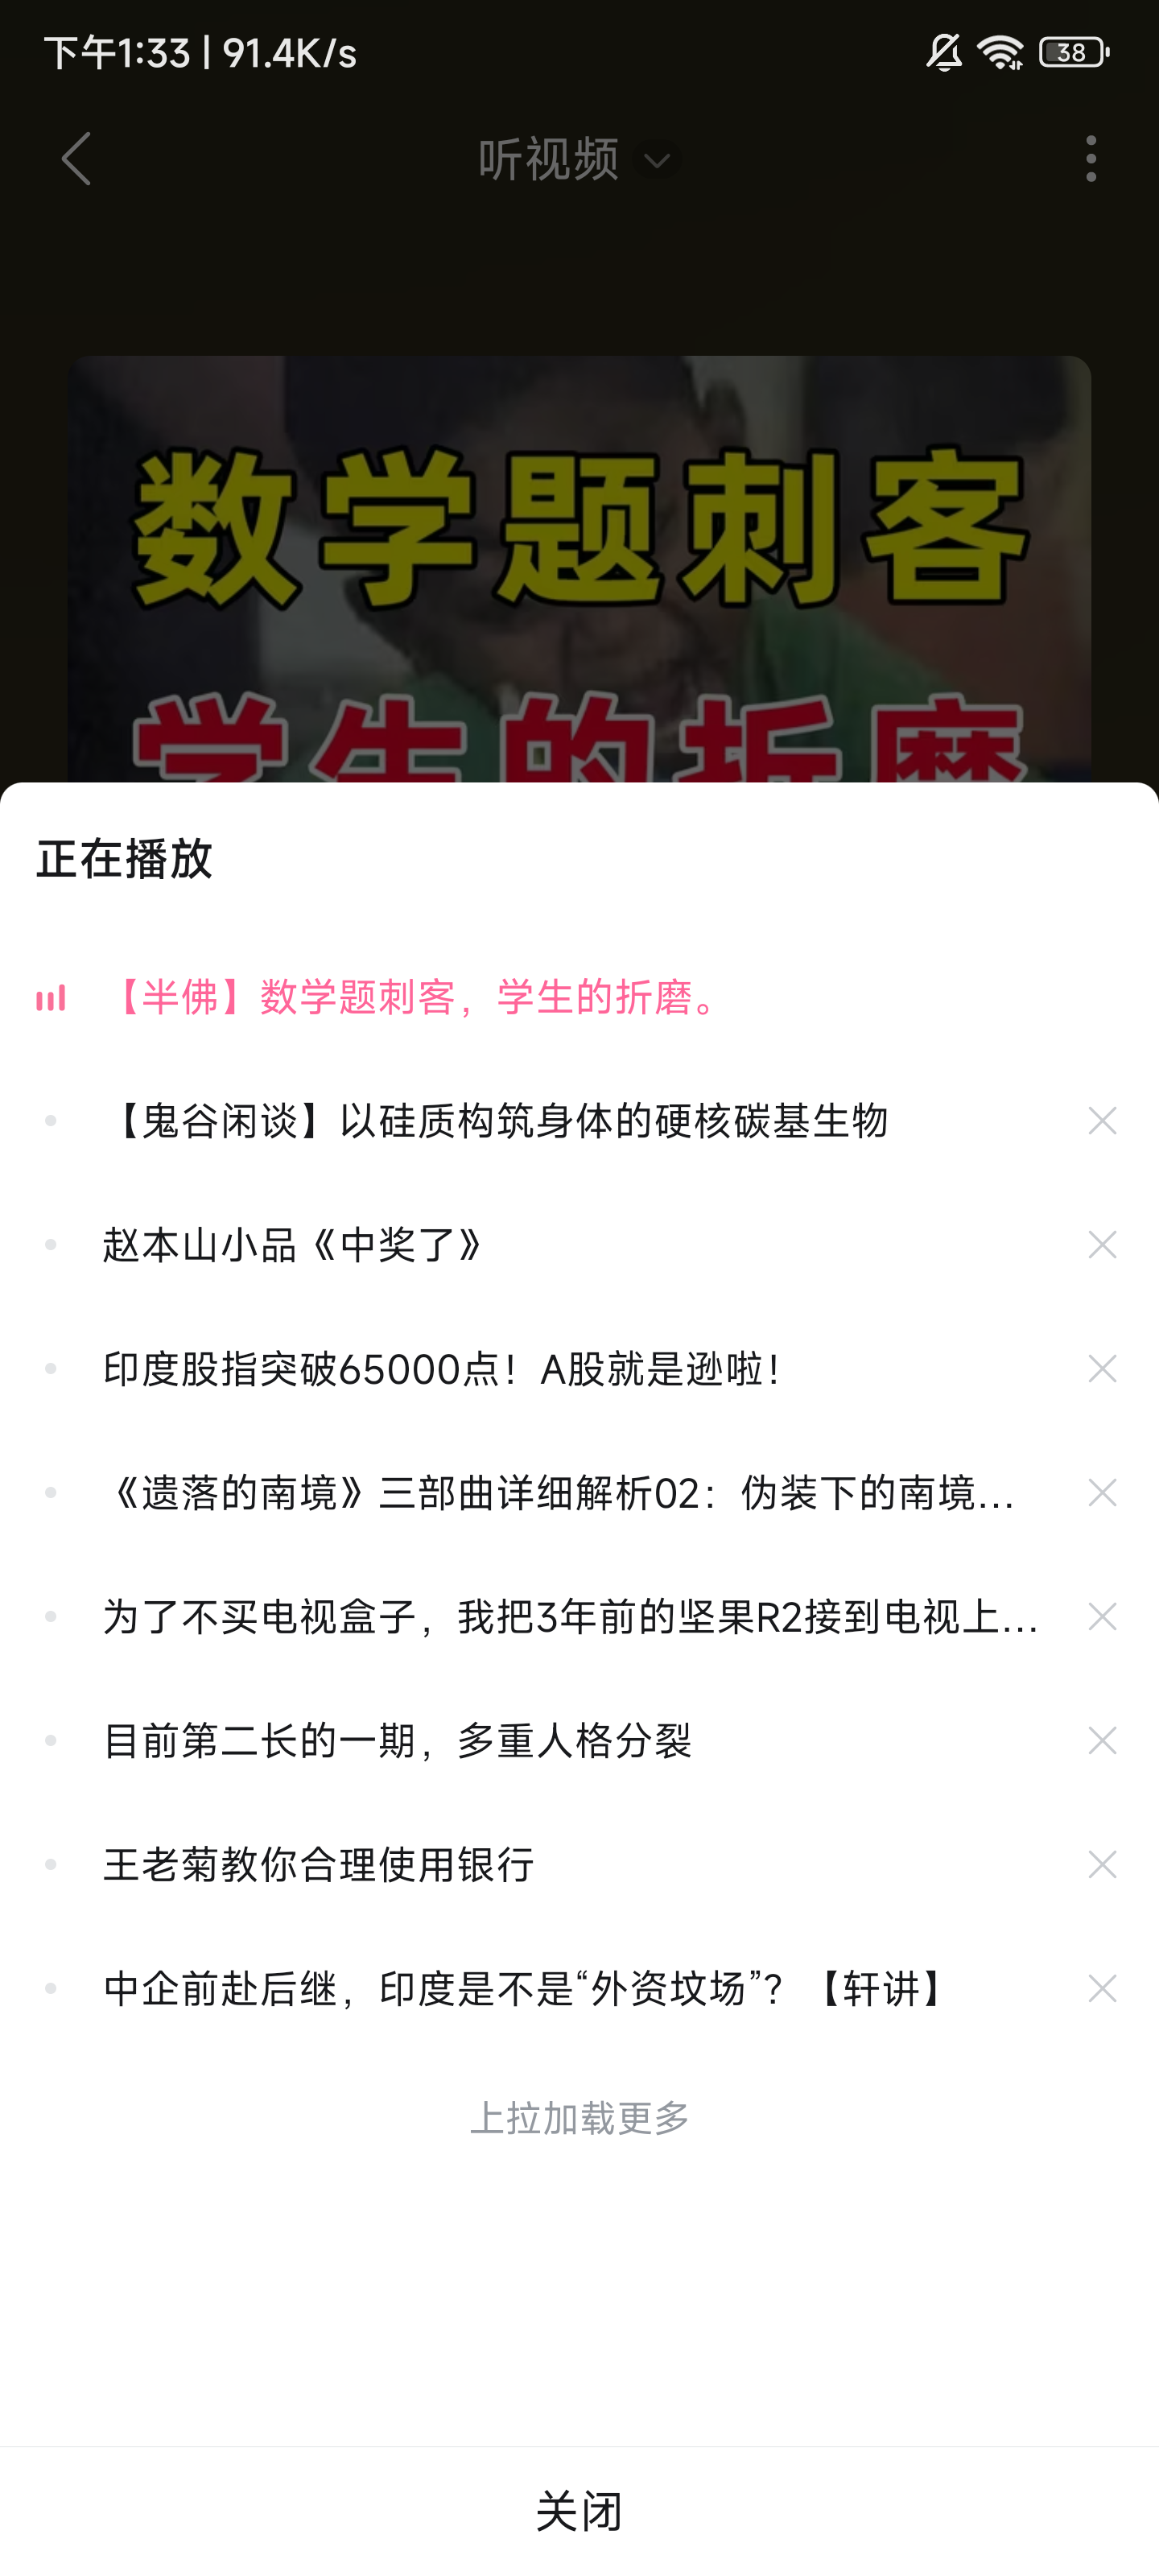 下午1:33 | 91.4K/s
38
听视频
数学题刺客
学生的折磨
正在播放
【半佛】数学题刺客，学生的折磨。
【鬼谷闲谈】以硅质构筑身体的硬核碳基生物
赵本山小品《中奖了》
印度股指突破65000点！A股就是逊啦！
《遗落的南境》三部曲详细解析02：伪装下的南境...
为了不买电视盒子，我把3年前的坚果R2接到电视上...
目前第二长的一期，多重人格分裂
王老菊教你合理使用银行
中企前赴后继，印度是不是“外资坟场”？【轩讲】
上拉加载更多
关闭